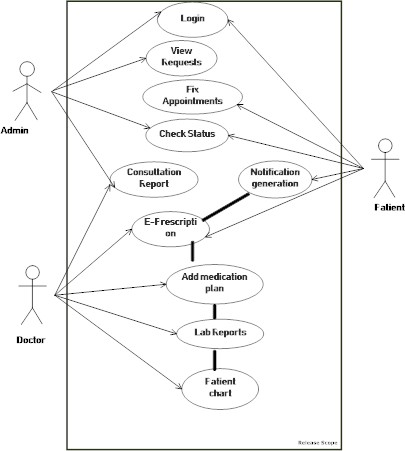 Login
View
Requests
Fix
Appointments
Admin
Check Status
Consultation
Report
Notification
generation
Patient
E-Prescripti
on
Add medication
plan
Doctor
Lab Reports
Patient
chart
Release Scope